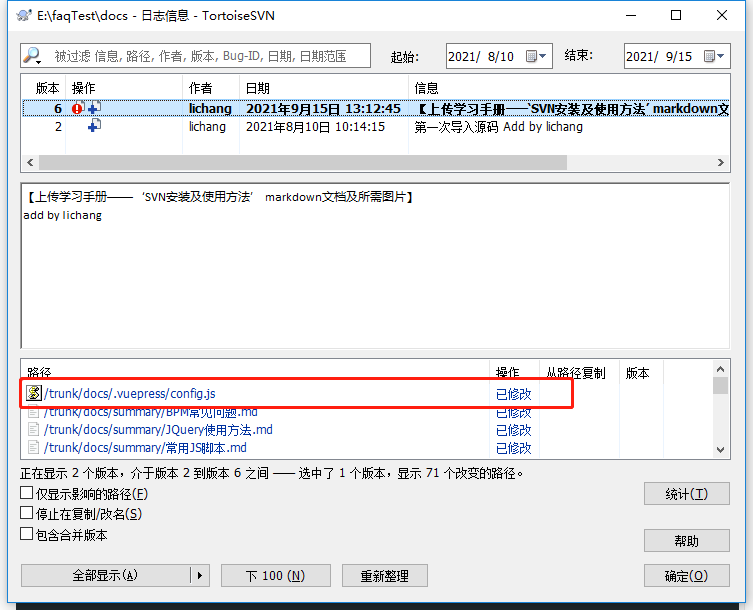 E:\faqTest\docs - 日志信息 - TortoiseSVN
被过滤 信息, 路径, 作者, 版本, Bug-ID, 日期, 日期范围 起始: 2021/ 8/10 结束: 2021/ 9/15
版本 操作 作者 日期 信息
6 lichang 2021年9月15日 13:12:45 【上传学习手册——‘SVN安装及使用方法’ markdown文
2 lichang 2021年8月10日 10:14:15 第一次导入源码 Add by lichang
【上传学习手册——‘SVN安装及使用方法’ markdown文档及所需图片】
add by lichang
路径 操作 从路径复制 版本
/trunk/docs/.vuepress/config.js 已修改
/trunk/docs/summary/BPM常见问题.md 已修改
/trunk/docs/summary/JQuery使用方法.md 已修改
/trunk/docs/summary/常用JS脚本.md 已修改
正在显示 2 个版本，介于版本 2 到版本 6 之间 —— 选中了 1 个版本，显示 71 个改变的路径。
仅显示影响的路径(F) 统计(T)
停止在复制/改名(S)
包含合并版本 帮助
全部显示(A) 下 100 (N) 重新整理 确定(O)